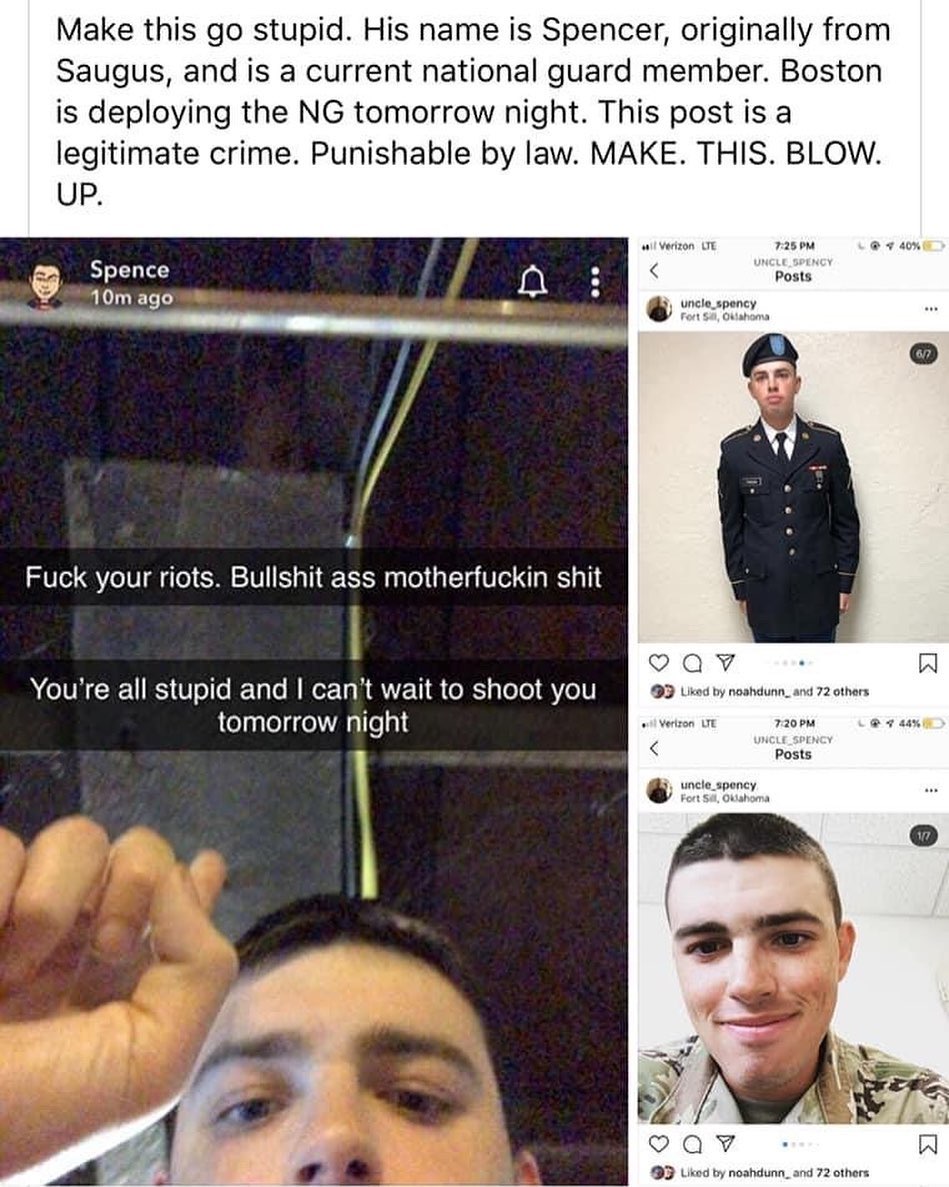 Make this go stupid. His name is Spencer, originally from
Saugus, and is a current national guard member. Boston
is deploying the NG tomorrow night. This post is a
legitimate crime. Punishable by law. MAKE. THIS. BLOW.
UP.
Spence
10m ago
Fuck your riots. Bullshit ass motherfuckin shit
You're all stupid and I can't wait to shoot you
tomorrow night
Verizon LTE 7:25 PM 40%
UNCLE_SPENCY
Posts
uncle_spency
Fort Sill, Oklahoma
6/7
Liked by noahdunn_ and 72 others
Verizon LTE 7:20 PM 44%
UNCLE_SPENCY
Posts
uncle_spency
Fort Sill, Oklahoma
1/7
Liked by noahdunn_ and 72 others